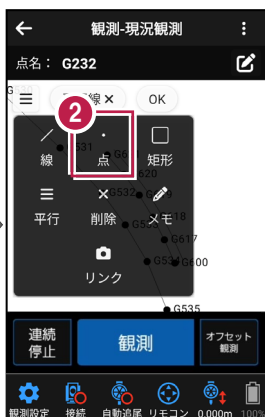 観測-現況観測
点名： G232
線 ×
OK
2
線
点
矩形
平行
削除
メモ
リンク
G531
G620
G532
G618
G617
G600
G535
連続
停止
観測
オフセット
観測
観測設定
接続
自動追尾
リモコン
0.000m
100%